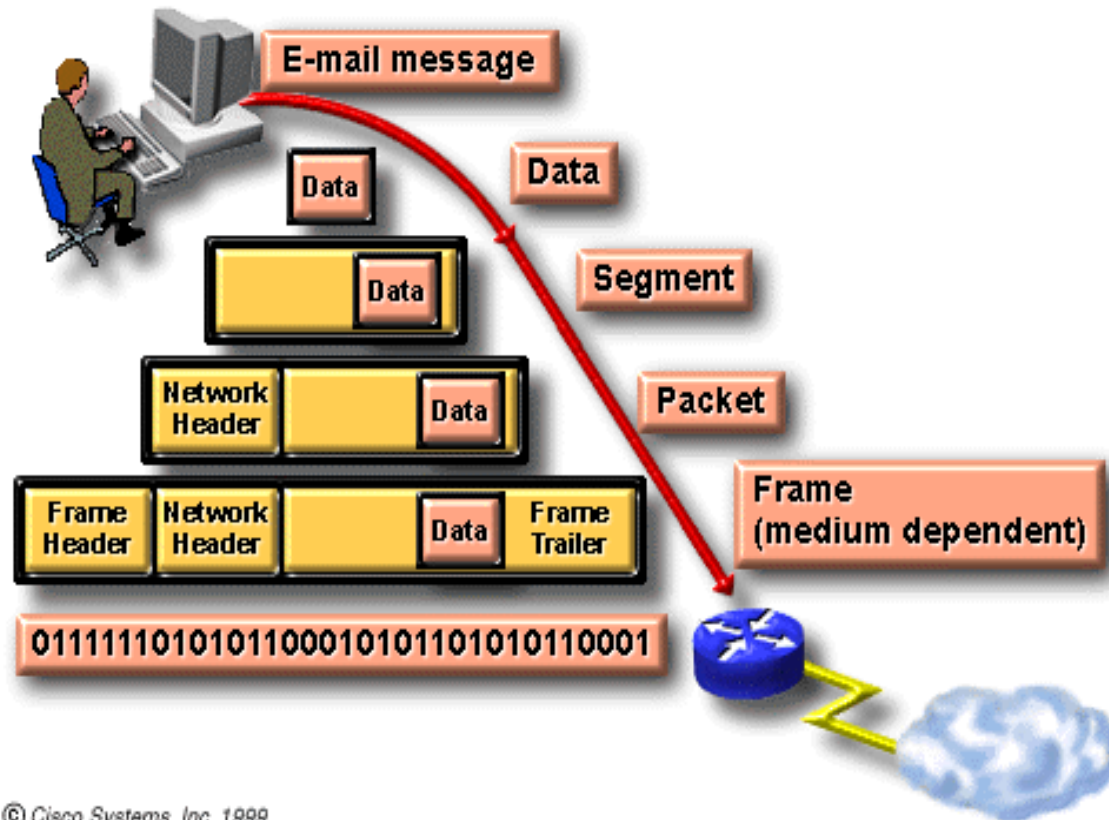 E-mail message
Data
Data
Data
Segment
Network
Header
Data
Packet
Frame
Header
Network
Header
Data
Frame
Trailer
Frame
(medium dependent)
0111111010101100010101101010110001
© Cisco Systems, Inc. 1999